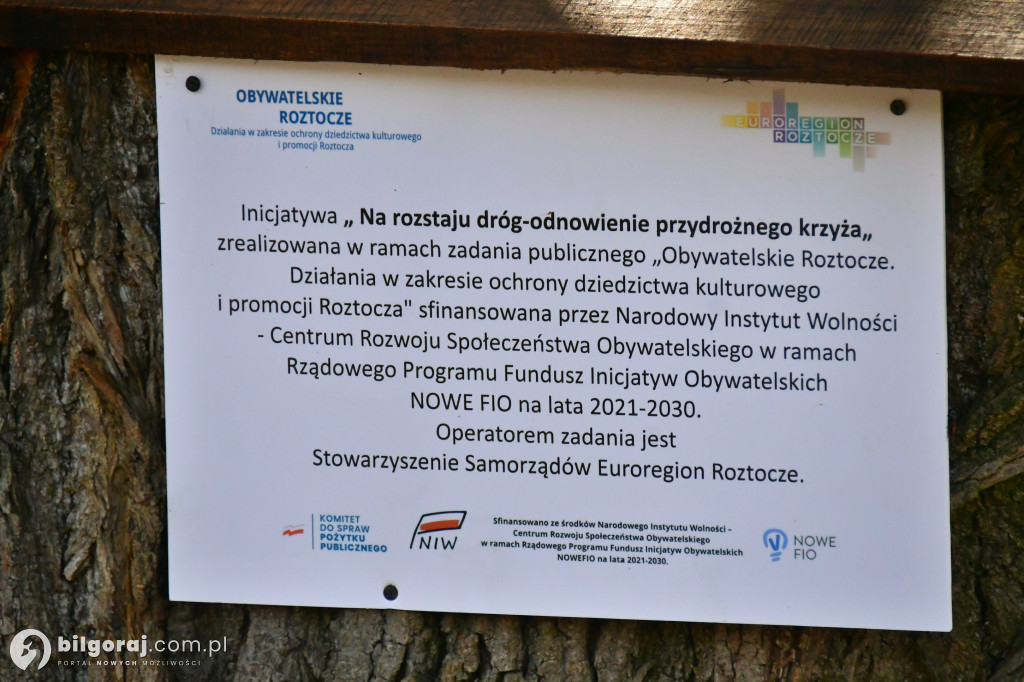 OBYWATELSKIE
ROZTOCZE
Działania w zakresie ochrony dziedzictwa kulturowego
i promocji Roztocza
EUROREGION
ROZTOCZE
Inicjatywa „ Na rozstaju dróg-odnowienie przydrożnego krzyża„
zrealizowana w ramach zadania publicznego „Obywatelskie Roztocze.
Działania w zakresie ochrony dziedzictwa kulturowego
i promocji Roztocza" sfinansowana przez Narodowy Instytut Wolności
- Centrum Rozwoju Społeczeństwa Obywatelskiego w ramach
Rządowego Programu Fundusz Inicjatyw Obywatelskich
NOWE FIO na lata 2021-2030.
Operatorem zadania jest
Stowarzyszenie Samorządów Euroregion Roztocze.
KOMITET
DO SPRAW
POŻYTKU
PUBLICZNEGO
NIW
Sfinansowano ze środków Narodowego Instytutu Wolności –
Centrum Rozwoju Społeczeństwa Obywatelskiego
w ramach Rządowego Programu Fundusz Inicjatyw Obywatelskich
NOWEFIO na lata 2021-2030.
NOWE
FIO
bilgoraj.com.pl
PORTAL NOWYCH MOŻLIWOŚCI